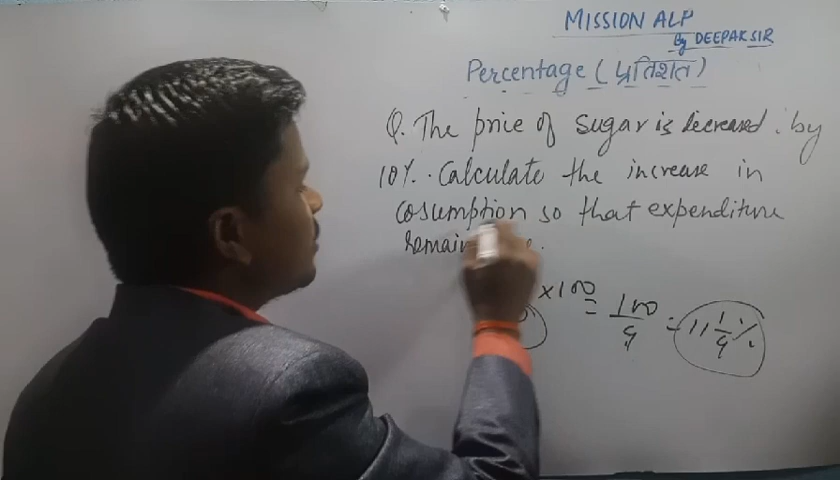 MISSION ALP
By DEEPAK SIR
Percentage (प्रतिशत)
Q. The price of Sugar is decreased. by
10%. Calculate the increase in
cosumption so that expenditure
remain
×100 = 100/9 = 11 1/9 %